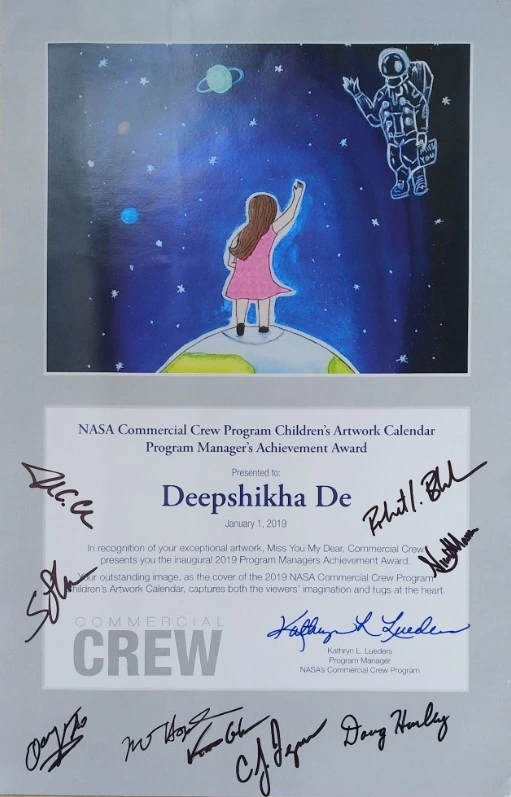 MISS
YOU
NASA Commercial Crew Program Children's Artwork Calendar
Program Manager's Achievement Award
Presented to:
Deepshikha De
January 1, 2019
In recognition of your exceptional artwork, Miss You My Dear, Commercial Crew
presents you the inaugural 2019 Program Managers Achievement Award.
Your outstanding image, as the cover of the 2019 NASA Commercial Crew Program
Children's Artwork Calendar, captures both the viewers' imagination and tugs at the heart.
COMMERCIAL
CREW
Kathryn L Lueders
Kathryn L. Lueders
Program Manager
NASA's Commercial Crew Program
Doug Hurley